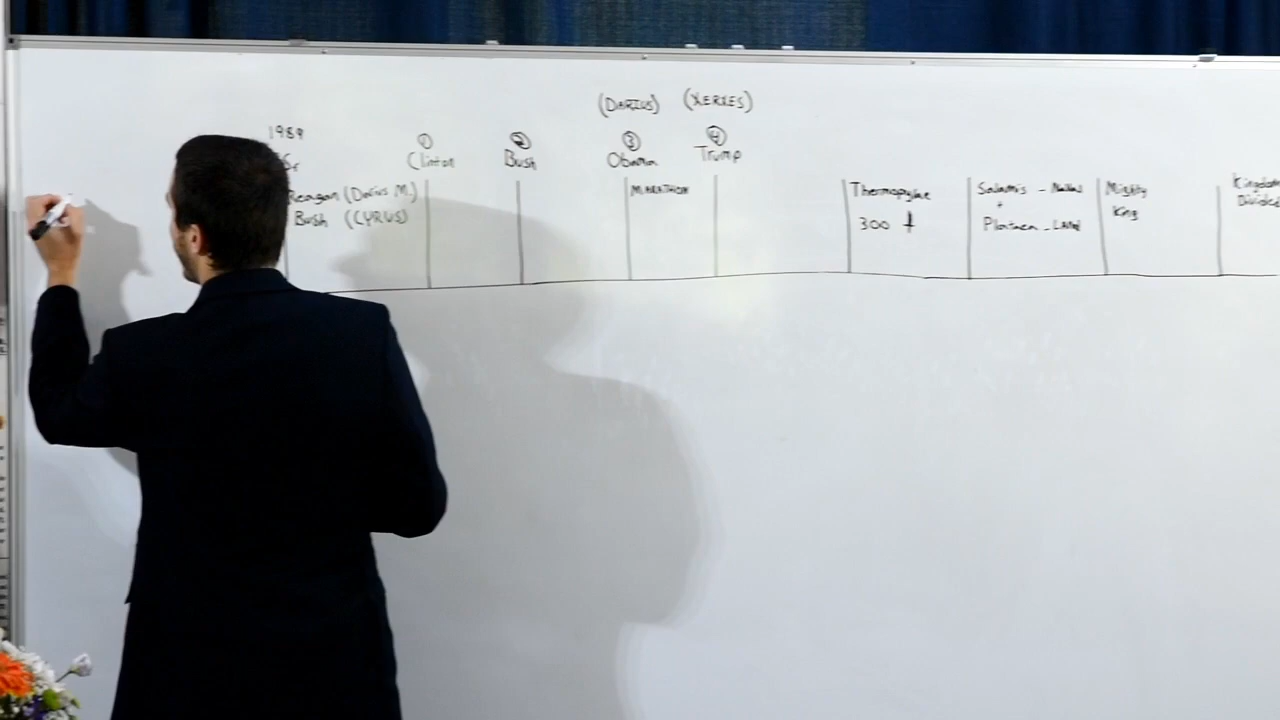 (DARIUS) (XERXES)
1989 ① ② ③ ④
Clinton Bush Obama Trump
Reagan (Darius M.)
Bush (CYRUS)
MARATHON
Thermopylae
300
Salamis - Naval
+
Plataea - LAND
Mighty
King
Kingdom
Divided